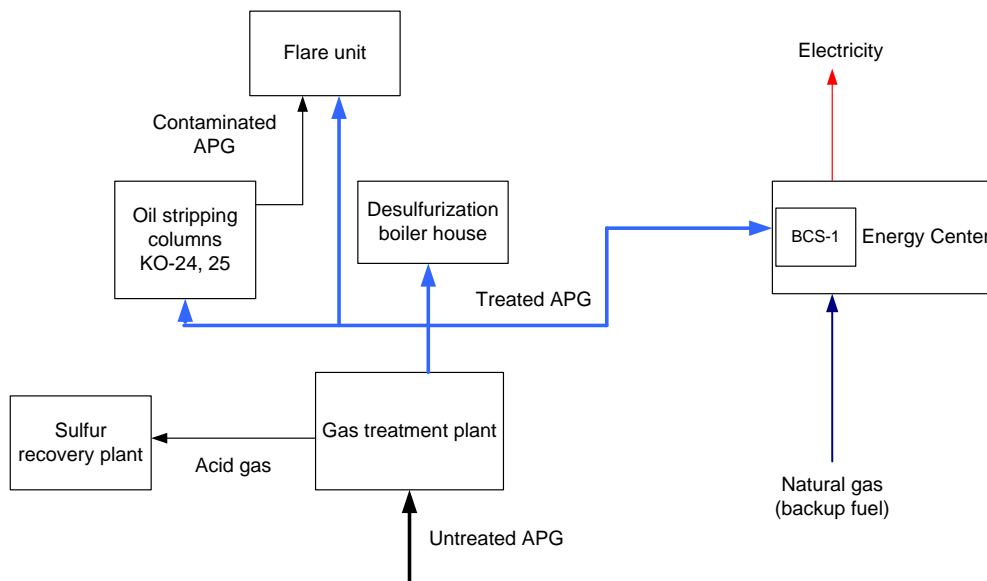 Flare unit
Electricity
Contaminated
APG
Oil stripping
columns
KO-24, 25
Desulfurization
boiler house
BCS-1
Energy Center
Treated APG
Gas treatment plant
Sulfur
recovery plant
Acid gas
Natural gas
(backup fuel)
Untreated APG